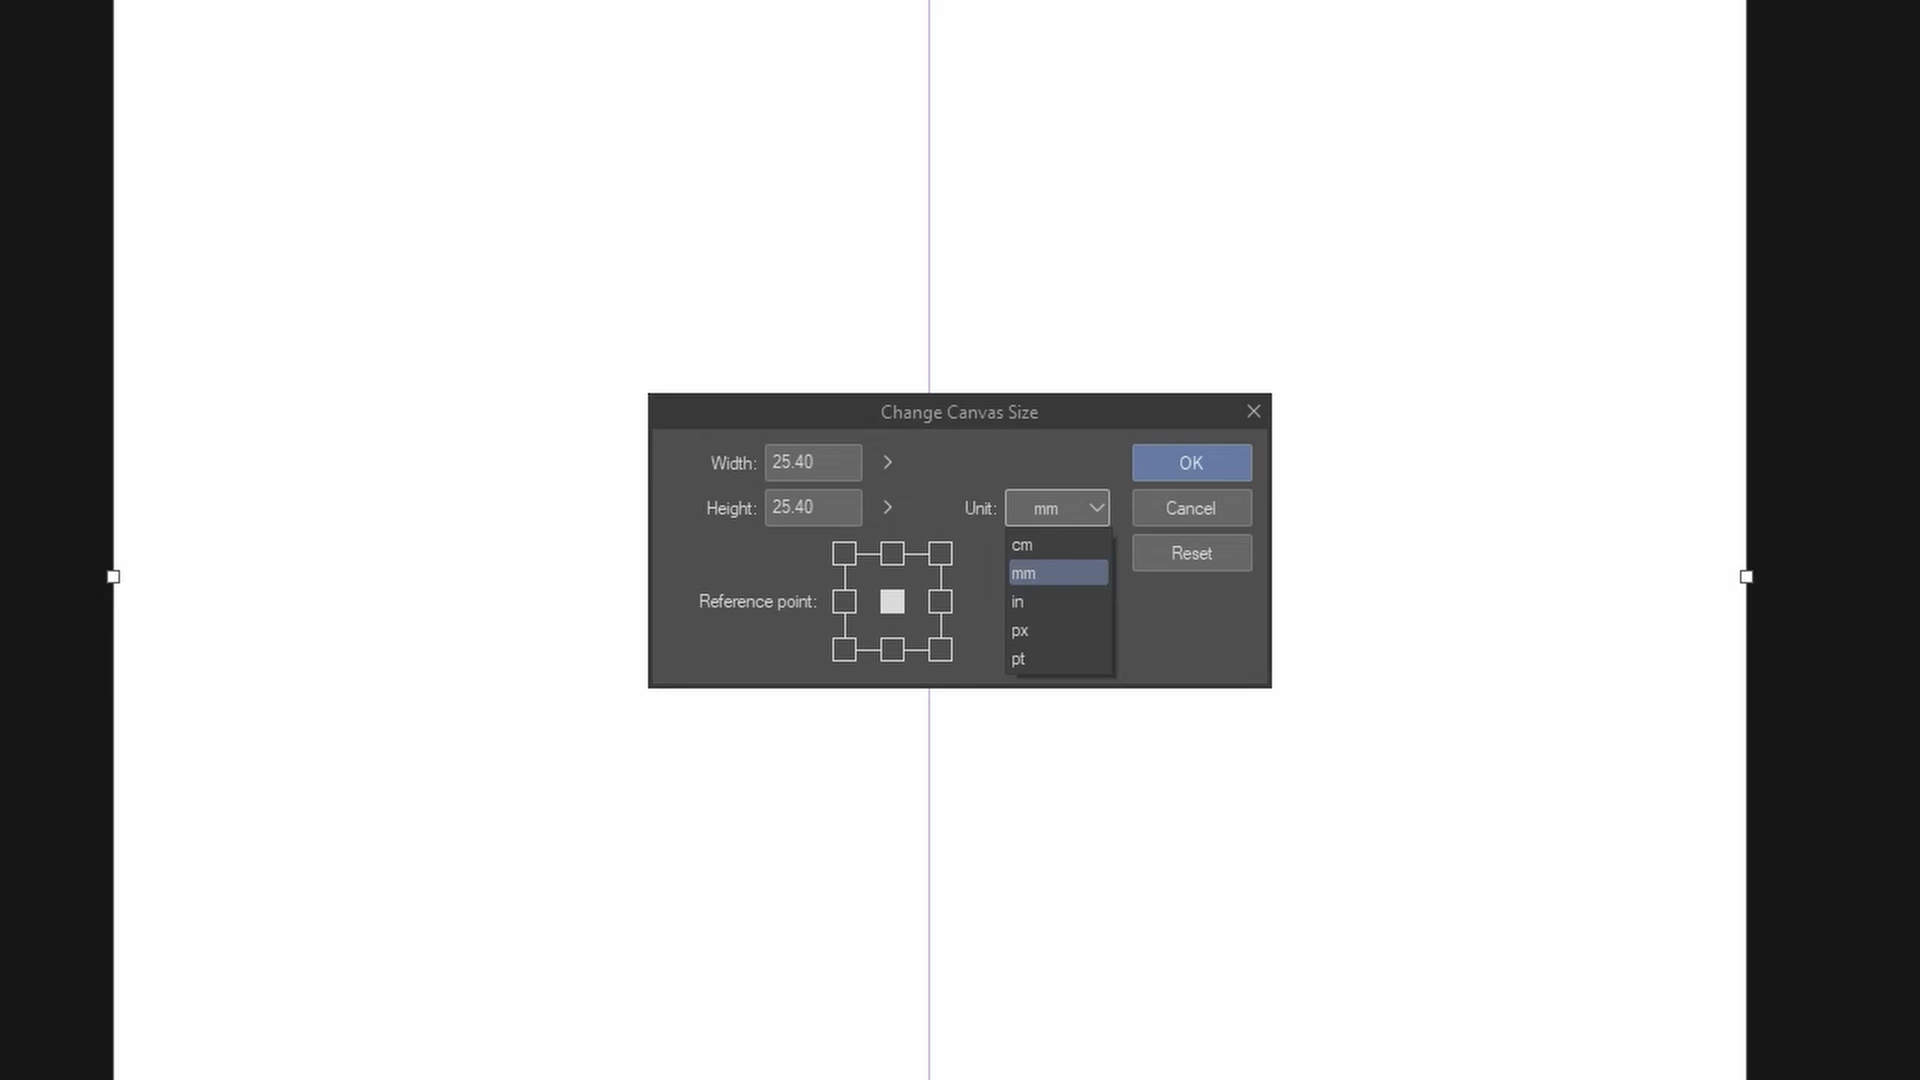 Change Canvas Size
Width: 25.40
OK
Height: 25.40
Unit: mm
Cancel
cm
Reset
mm
Reference point:
in
px
pt